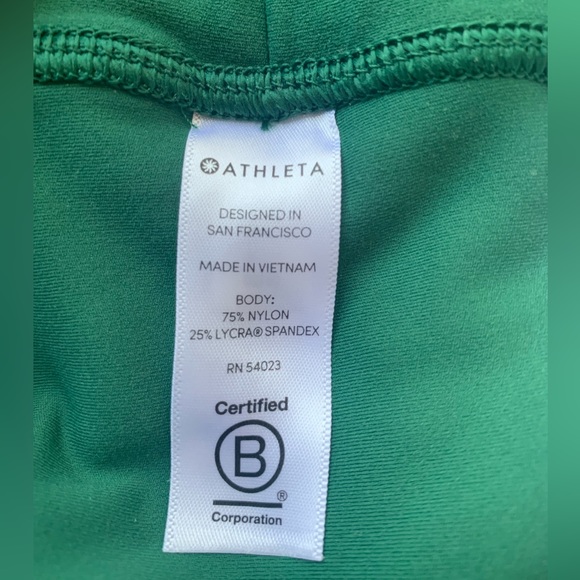 ATHLETA
DESIGNED IN
SAN FRANCISCO
MADE IN VIETNAM
BODY:
75% NYLON
25% LYCRA® SPANDEX
RN 54023
Certified
B
®
Corporation